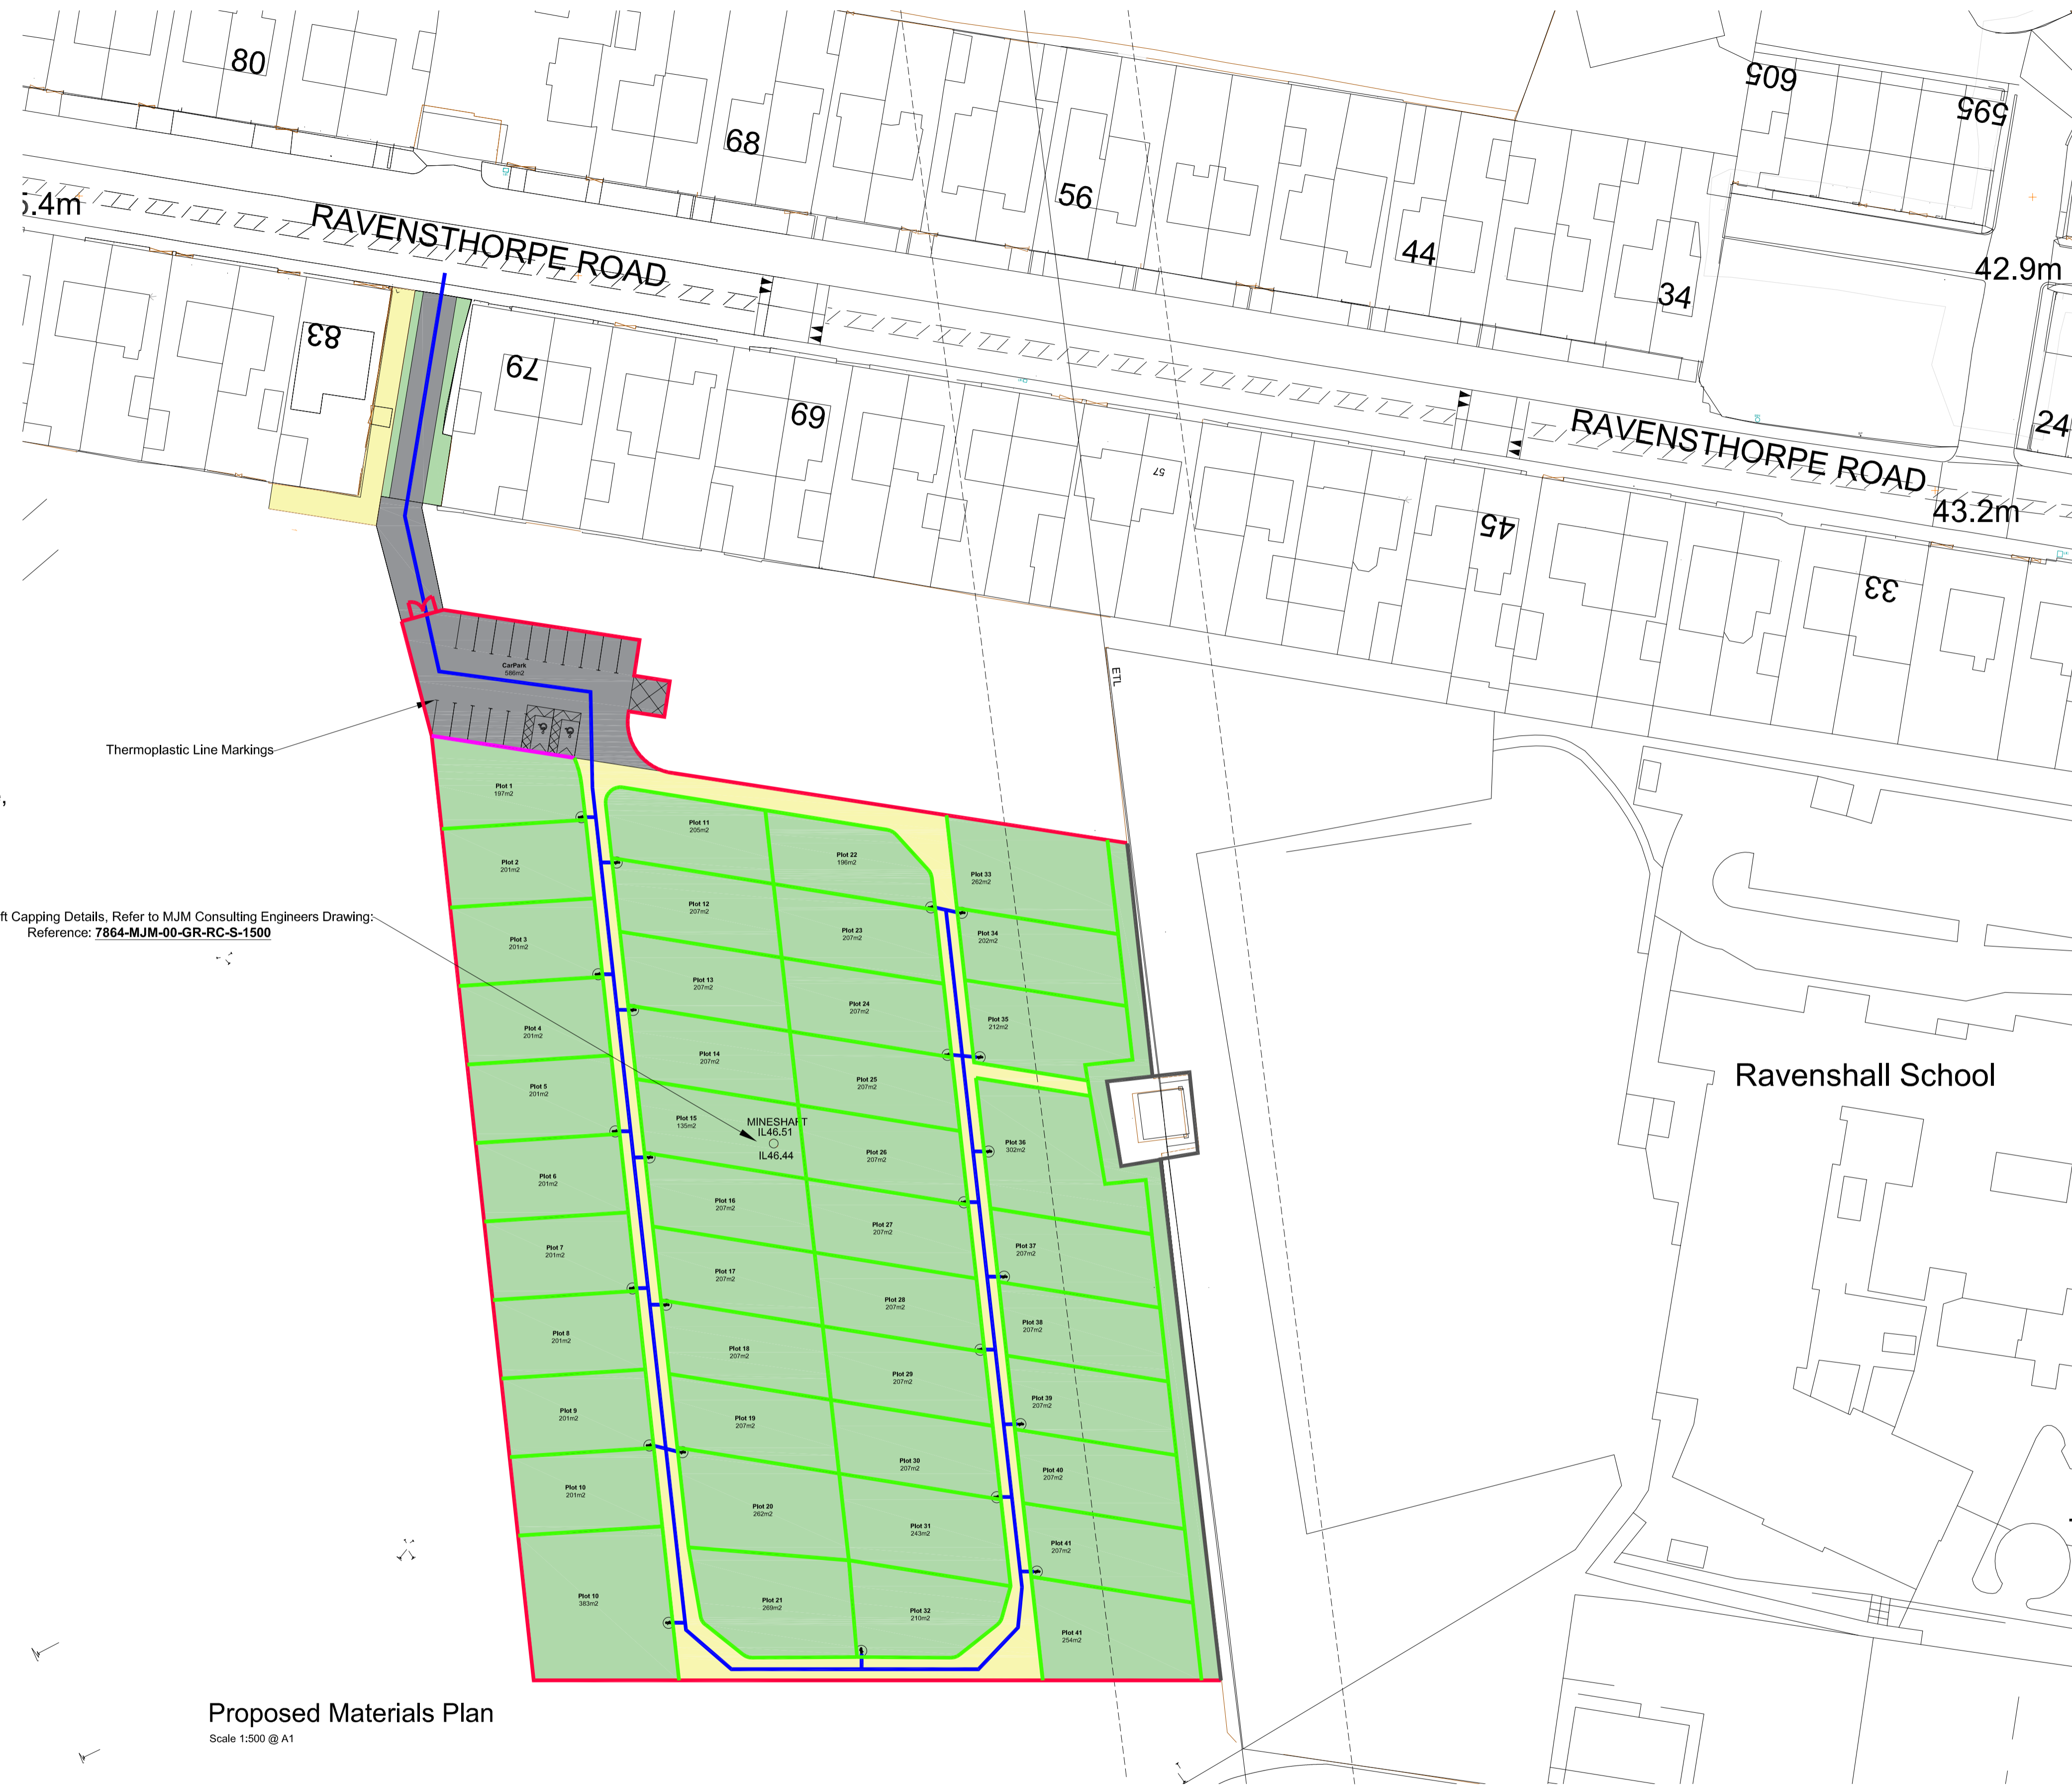 80
68
56
44
34
605
595
5.4m
RAVENSTHORPE ROAD
42.9m
83
79
69
57
45
33
24
RAVENSTHORPE ROAD
43.2m
ETL
CarPark
586m2
Thermoplastic Line Markings
ft Capping Details, Refer to MJM Consulting Engineers Drawing:
Reference: 7864-MJM-00-GR-RC-S-1500
Plot 1
197m2
Plot 2
201m2
Plot 3
201m2
Plot 4
201m2
Plot 5
201m2
Plot 6
201m2
Plot 7
201m2
Plot 8
201m2
Plot 9
201m2
Plot 10
201m2
Plot 10
383m2
Plot 11
205m2
Plot 12
207m2
Plot 13
207m2
Plot 14
207m2
Plot 15
135m2
MINESHAFT
IL46.51
IL46.44
Plot 16
207m2
Plot 17
207m2
Plot 18
207m2
Plot 19
207m2
Plot 20
262m2
Plot 21
269m2
Plot 22
196m2
Plot 23
207m2
Plot 24
207m2
Plot 25
207m2
Plot 26
207m2
Plot 27
207m2
Plot 28
207m2
Plot 29
207m2
Plot 30
207m2
Plot 31
243m2
Plot 32
210m2
Plot 33
262m2
Plot 34
202m2
Plot 35
212m2
Plot 36
302m2
Plot 37
207m2
Plot 38
207m2
Plot 39
207m2
Plot 40
207m2
Plot 41
207m2
Plot 41
254m2
Ravenshall School
Proposed Materials Plan
Scale 1:500 @ A1